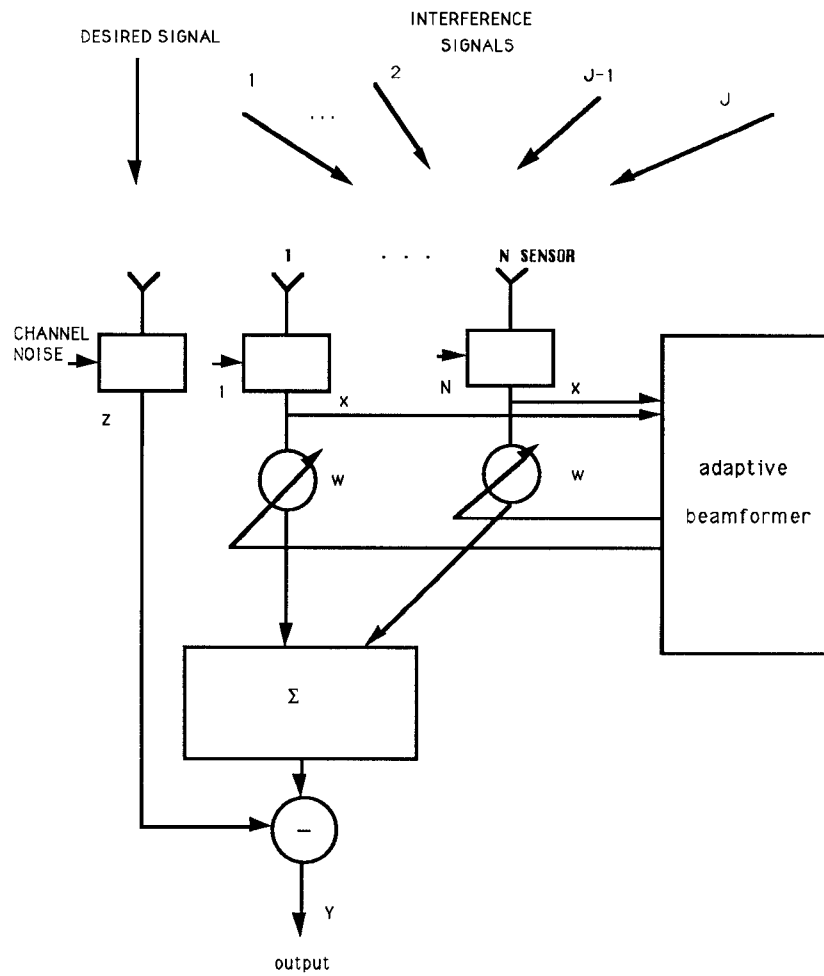 INTERFERENCE
SIGNALS
DESIRED SIGNAL
1
2
J-1
J
...
1
. . .
N SENSOR
CHANNEL
NOISE
1
N
Z
X
X
W
W
adaptive
beamformer
Σ
−
Y
output